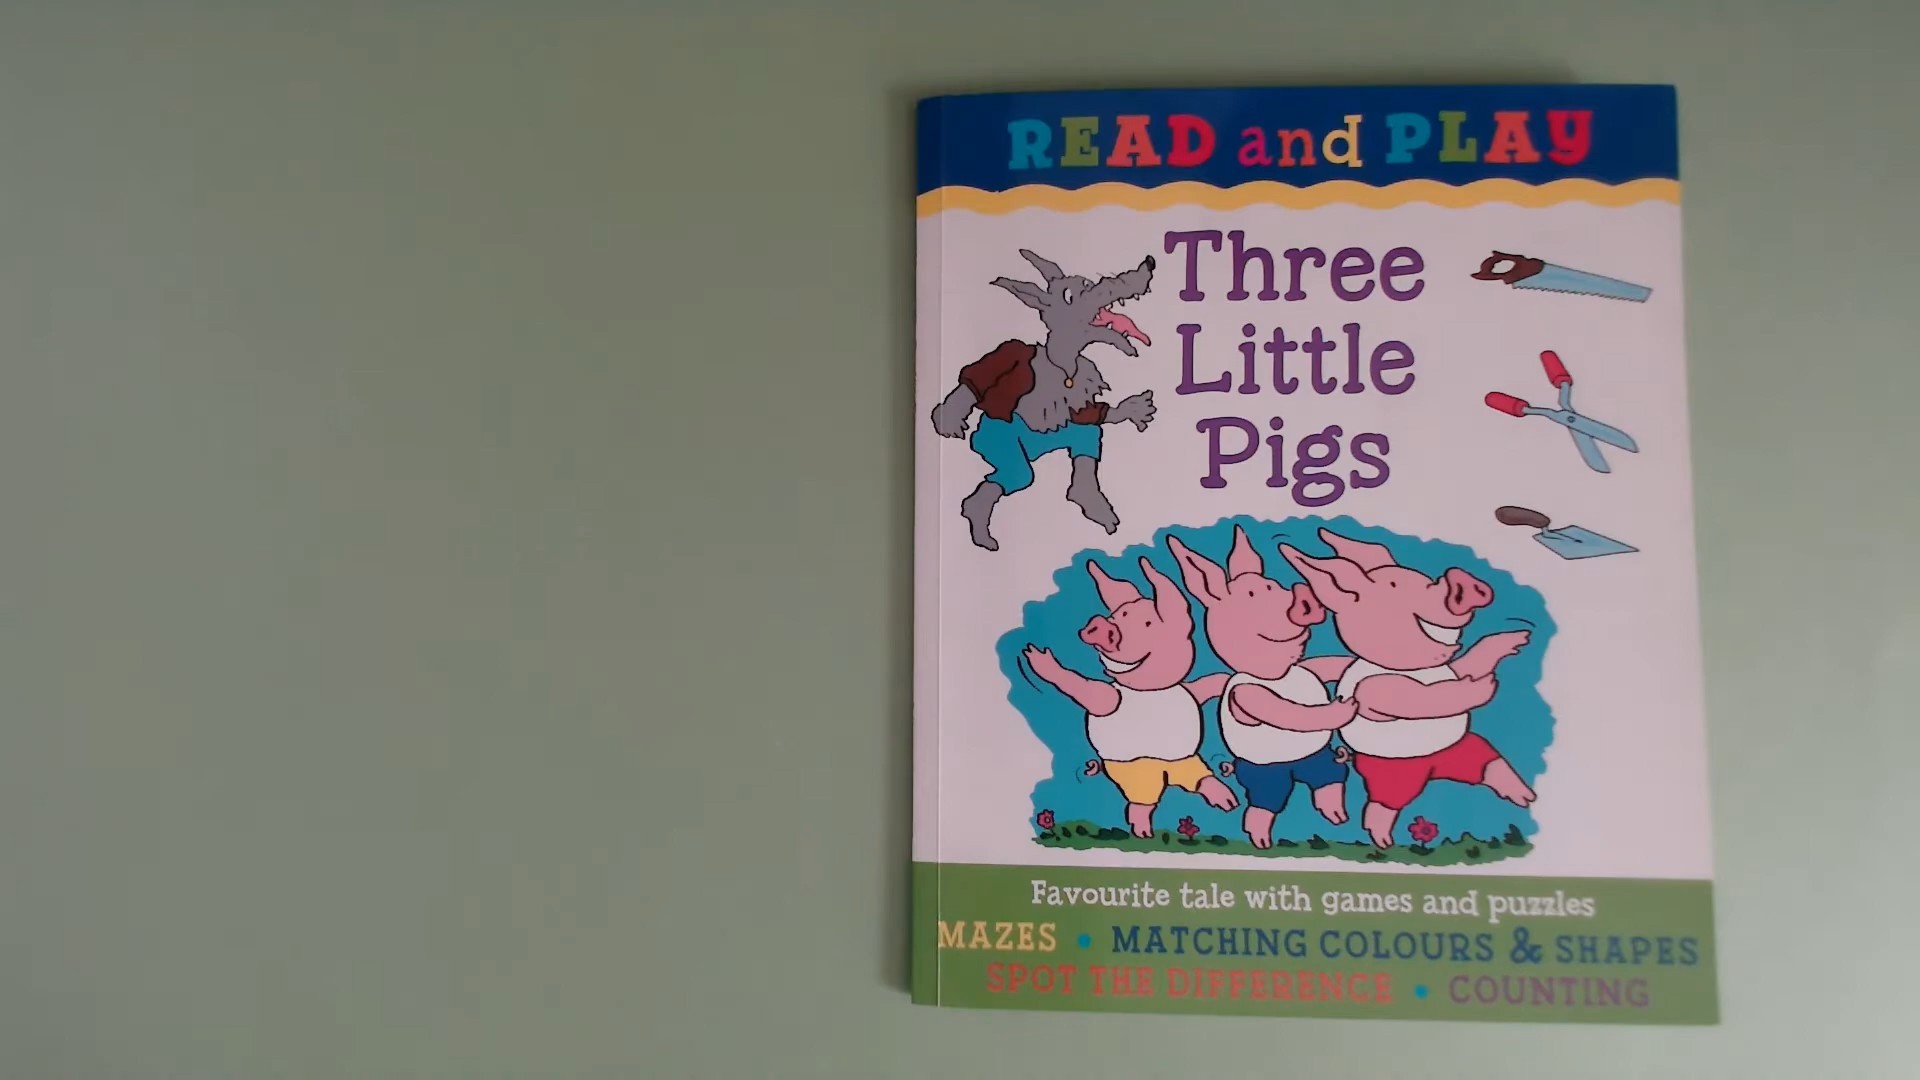 READ and PLAY
Three
Little
Pigs
Favourite tale with games and puzzles
MAZES • MATCHING COLOURS & SHAPES
SPOT THE DIFFERENCE • COUNTING